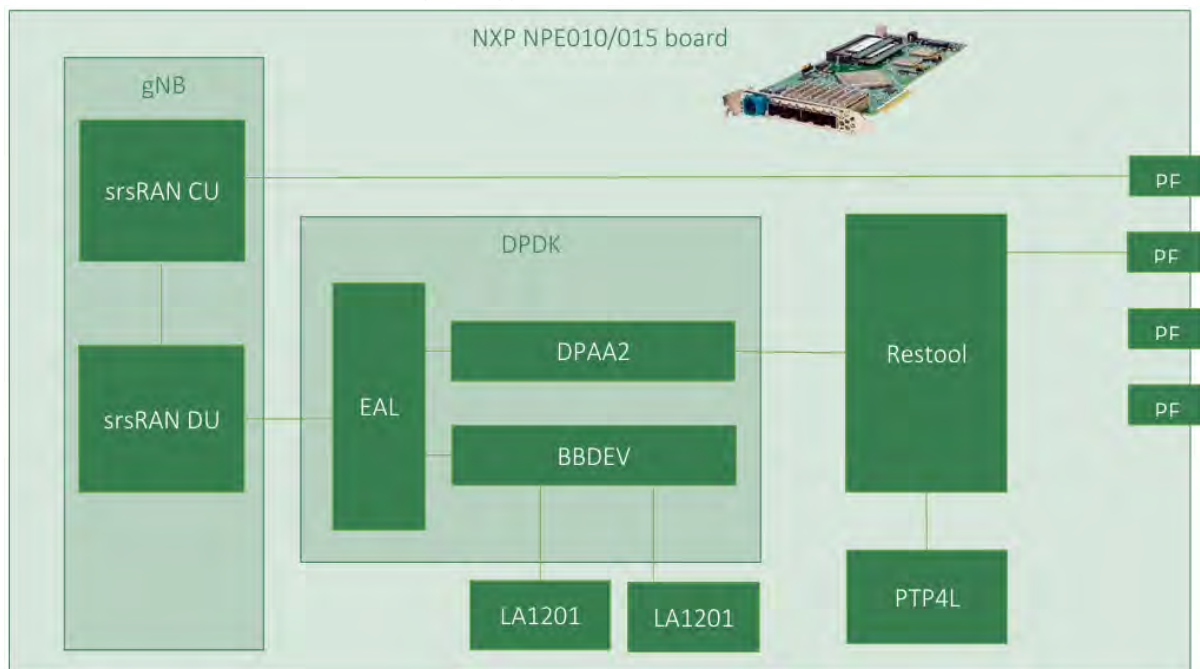 NXP NPE010/015 board
gNB
srsRAN CU
PF
DPDK
PF
EAL
DPAA2
Restool
PF
srsRAN DU
BBDEV
PF
LA1201
LA1201
PTP4L